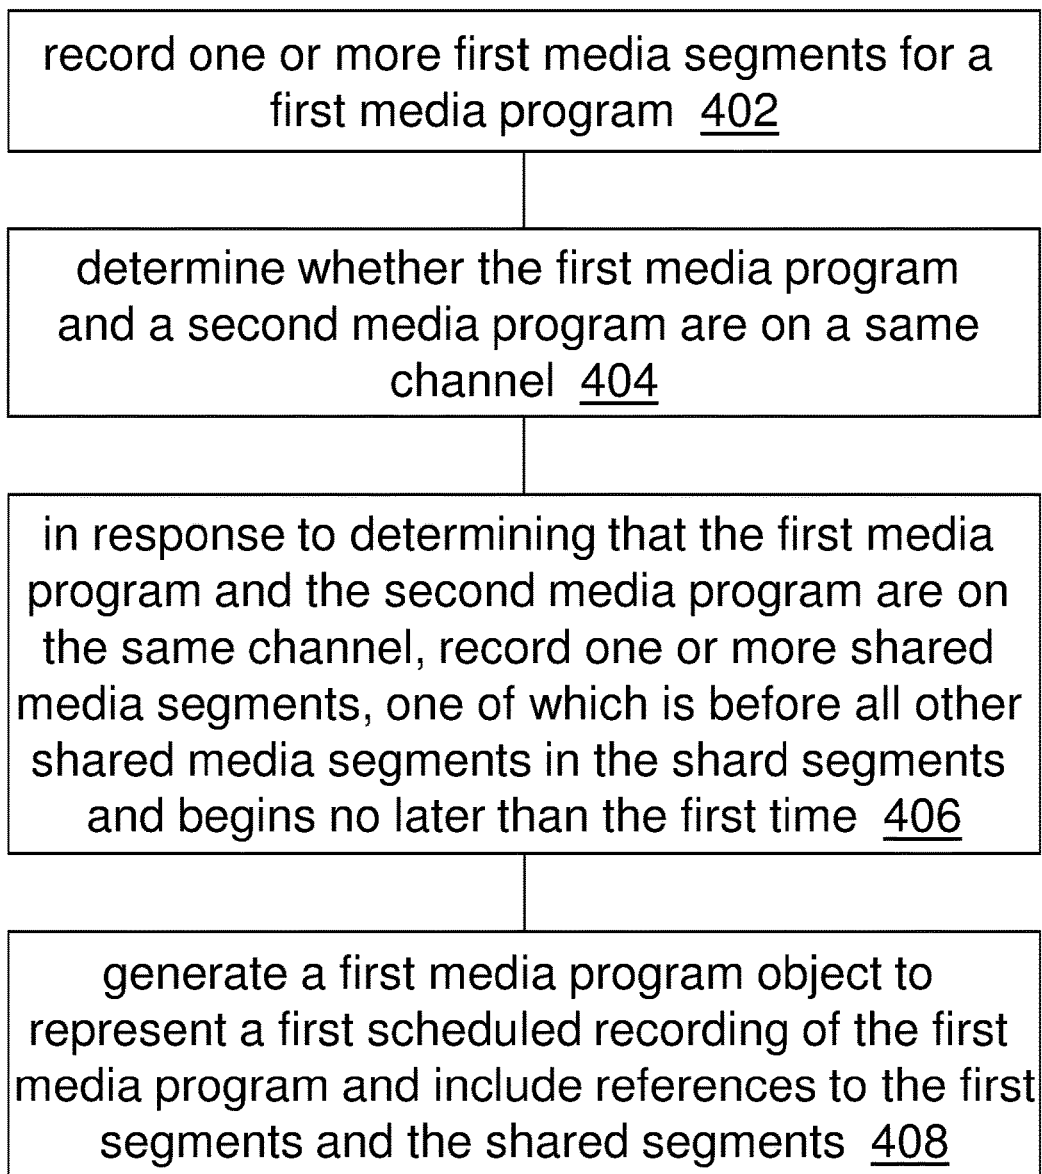 record one or more first media segments for a
first media program 402
determine whether the first media program
and a second media program are on a same
channel 404
in response to determining that the first media
program and the second media program are on
the same channel, record one or more shared
media segments, one of which is before all other
shared media segments in the shard segments
and begins no later than the first time 406
generate a first media program object to
represent a first scheduled recording of the first
media program and include references to the first
segments and the shared segments 408